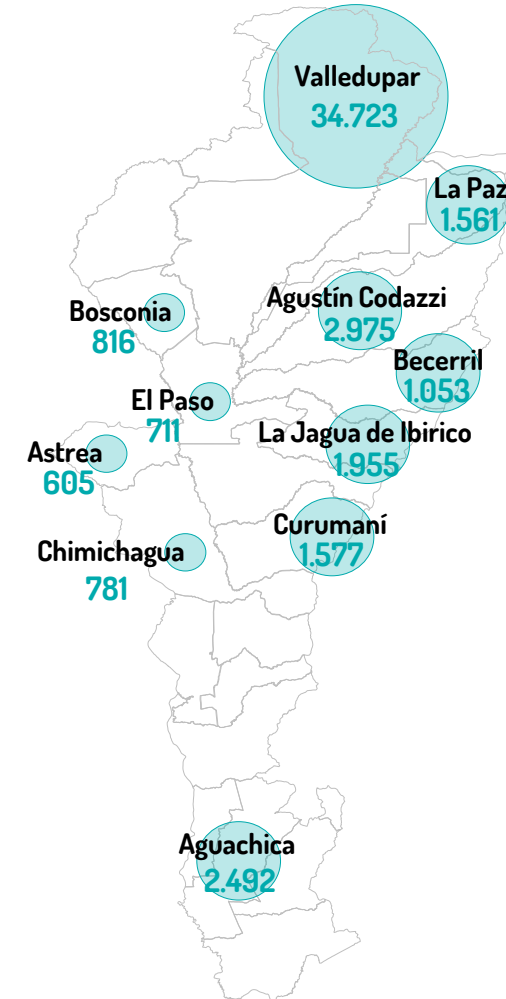 Valledupar
34.723
La Paz
1.561
Agustín Codazzi
2.975
Bosconia
816
Becerril
1.053
El Paso
711
La Jagua de Ibirico
1.955
Astrea
605
Curumaní
1.577
Chimichagua
781
Aguachica
2.492